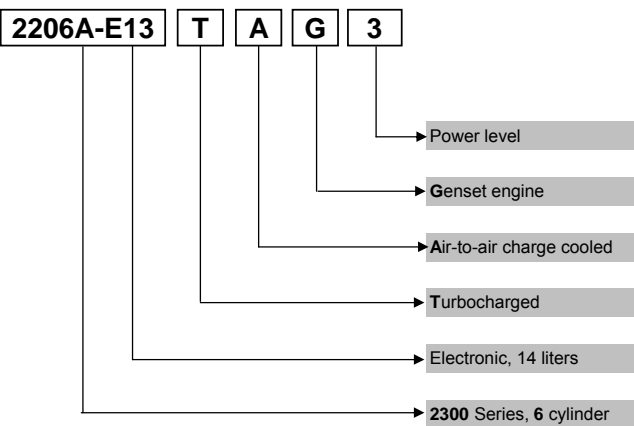 2206A-E13 T A G 3
Power level
Genset engine
Air-to-air charge cooled
Turbocharged
Electronic, 14 liters
2300 Series, 6 cylinder